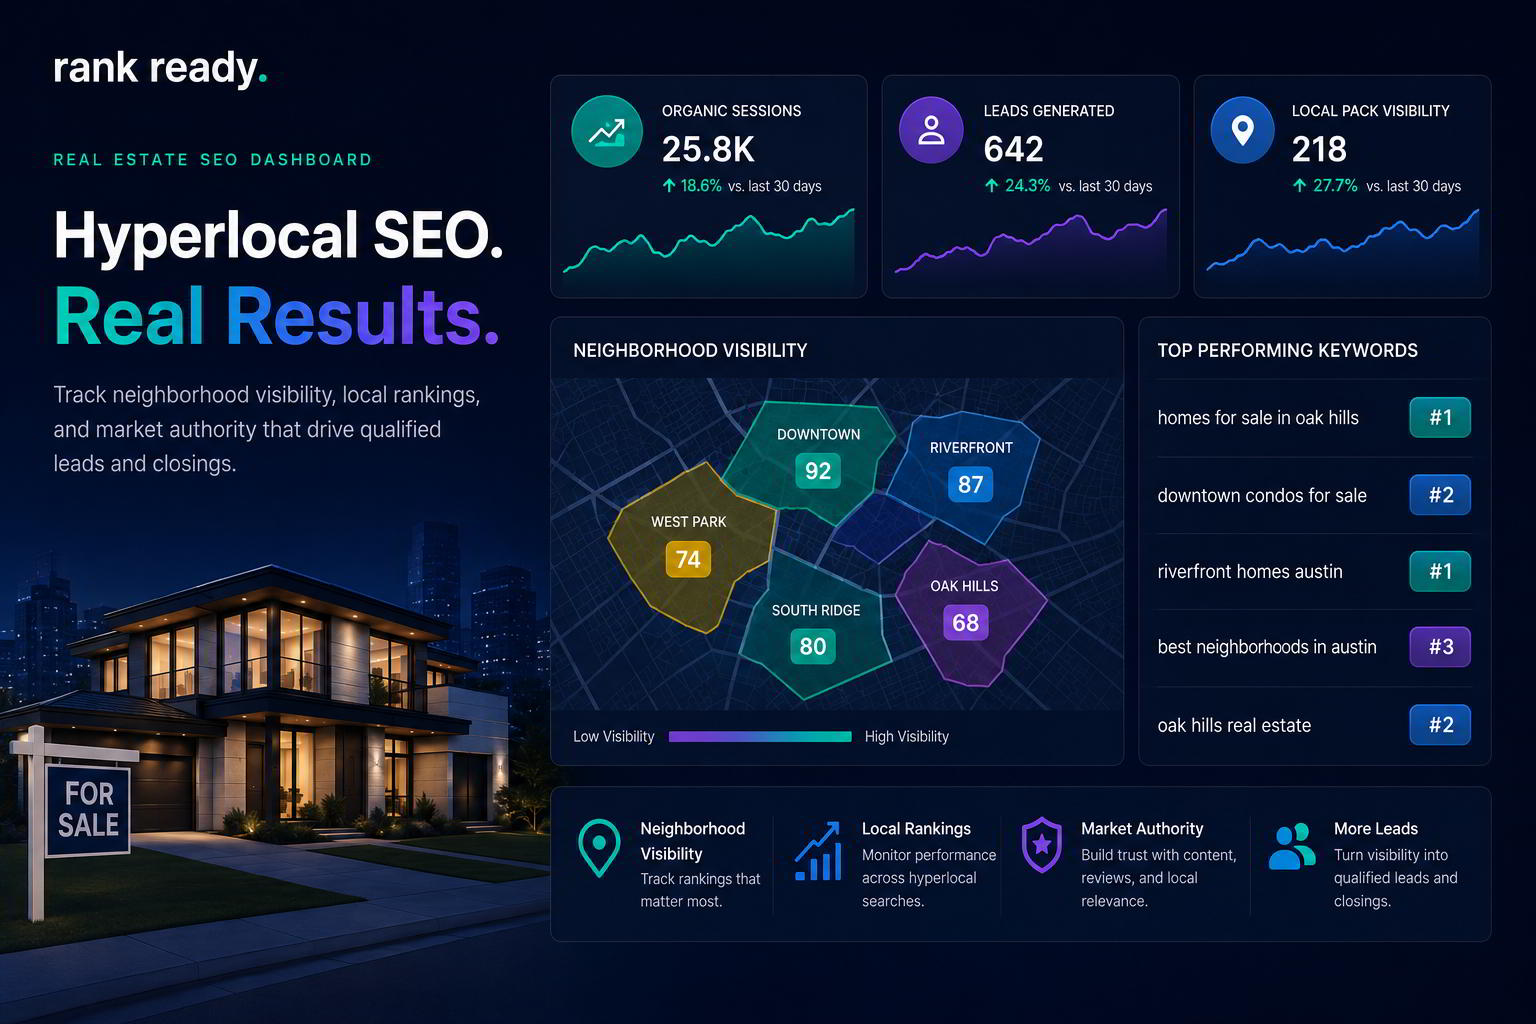 rank ready.
REAL ESTATE SEO DASHBOARD
Hyperlocal SEO.
Real Results.
Track neighborhood visibility, local rankings,
and market authority that drive qualified
leads and closings.
FOR
SALE
ORGANIC SESSIONS
25.8K
↑ 18.6% vs. last 30 days
LEADS GENERATED
642
↑ 24.3% vs. last 30 days
LOCAL PACK VISIBILITY
218
↑ 27.7% vs. last 30 days
NEIGHBORHOOD VISIBILITY
DOWNTOWN
92
RIVERFRONT
87
WEST PARK
74
OAK HILLS
68
SOUTH RIDGE
80
Low Visibility
High Visibility
TOP PERFORMING KEYWORDS
homes for sale in oak hills #1
downtown condos for sale #2
riverfront homes austin #1
best neighborhoods in austin #3
oak hills real estate #2
Neighborhood
Visibility
Track rankings that
matter most.
Local Rankings
Monitor performance
across hyperlocal
searches.
Market Authority
Build trust with content,
reviews, and local
relevance.
More Leads
Turn visibility into
qualified leads and
closings.